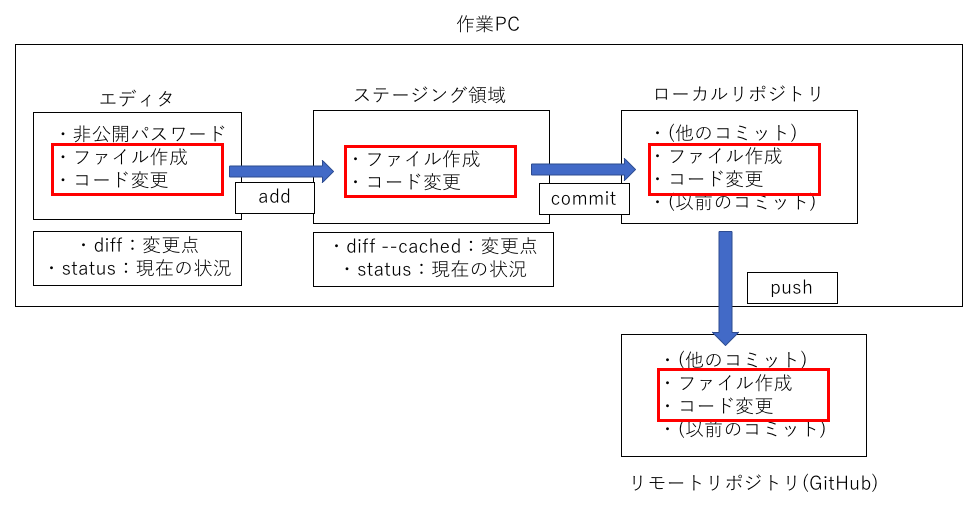 作業PC
エディタ
・非公開パスワード
・ファイル作成
・コード変更
add
・diff：変更点
・status：現在の状況
ステージング領域
・ファイル作成
・コード変更
commit
・diff --cached：変更点
・status：現在の状況
ローカルリポジトリ
・(他のコミット)
・ファイル作成
・コード変更
・(以前のコミット)
push
・(他のコミット)
・ファイル作成
・コード変更
・(以前のコミット)
リモートリポジトリ(GitHub)